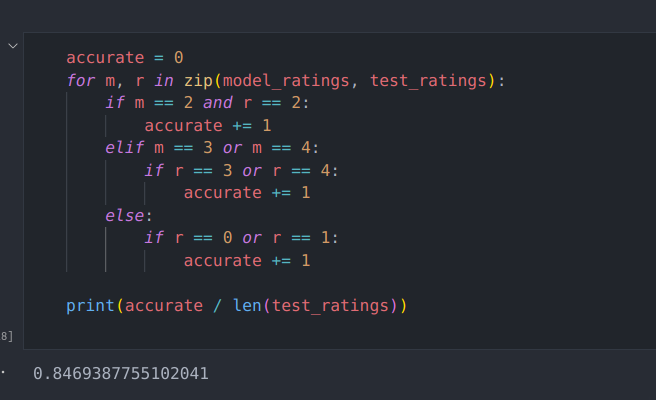 accurate = 0
for m, r in zip(model_ratings, test_ratings):
    if m == 2 and r == 2:
        accurate += 1
    elif m == 3 or m == 4:
        if r == 3 or r == 4:
            accurate += 1
    else:
        if r == 0 or r == 1:
            accurate += 1
print(accurate / len(test_ratings))
8]
0.8469387755102041